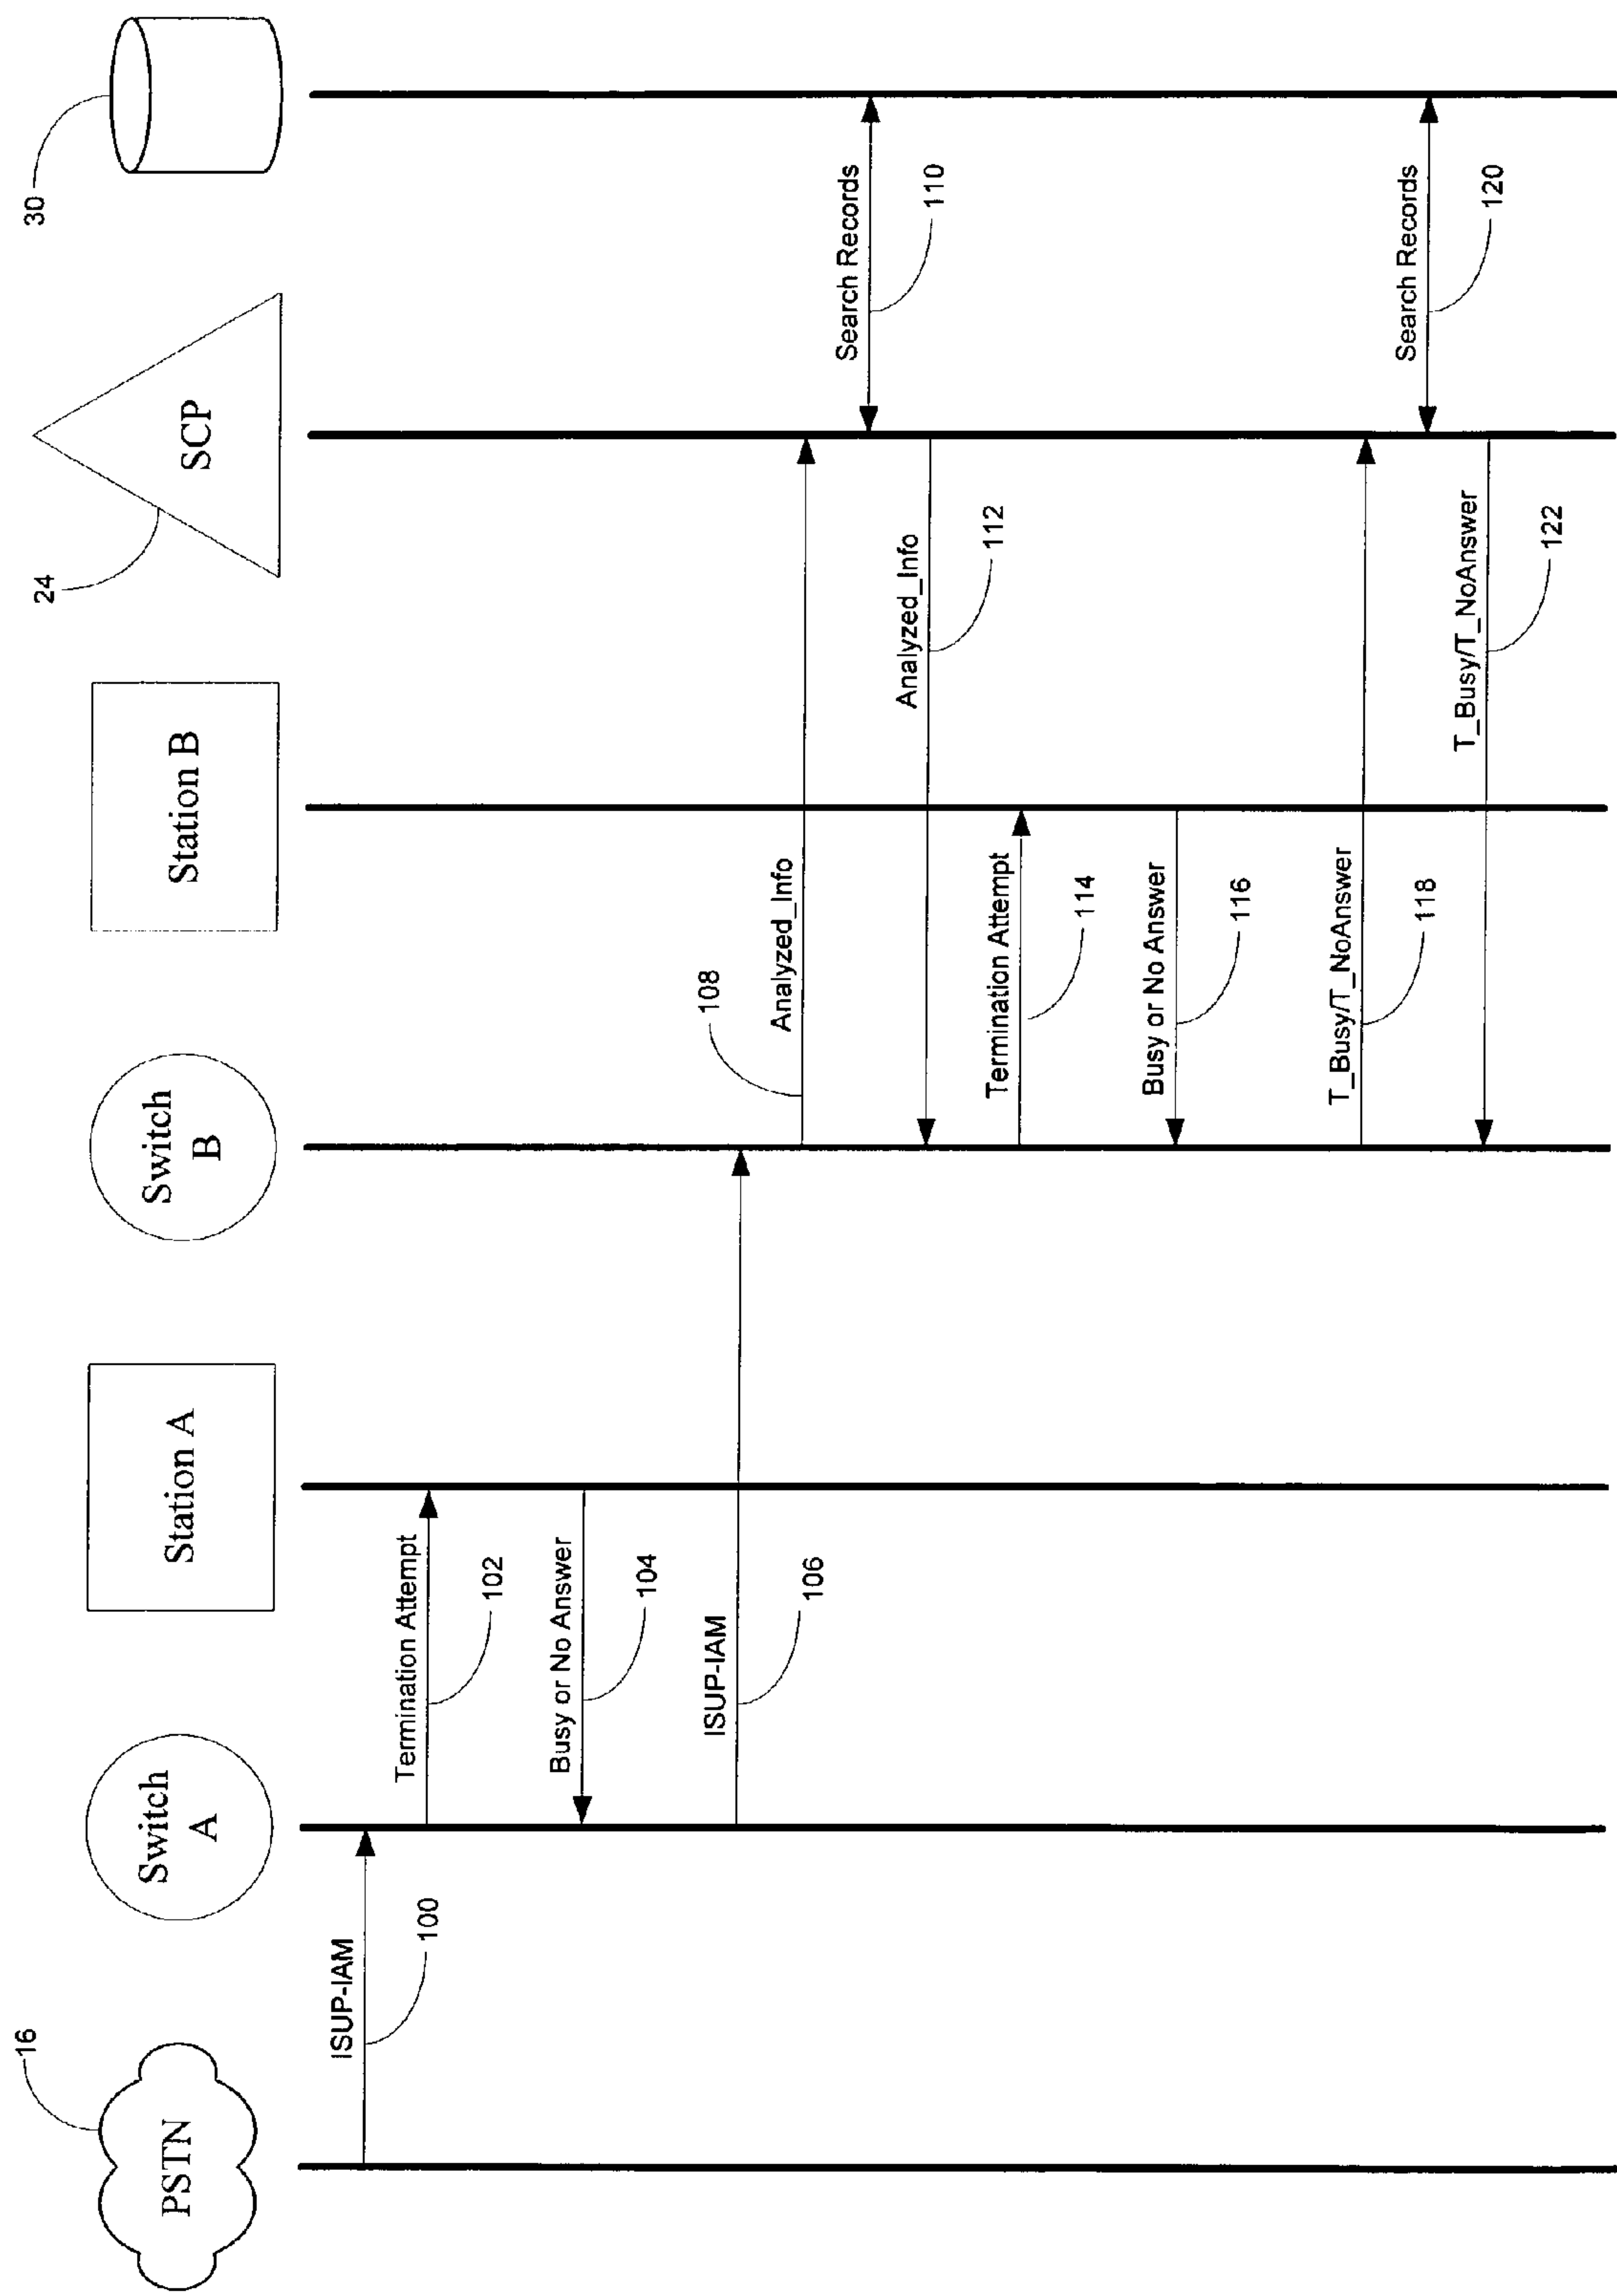 16
24
30
PSTN
Switch
A
Station A
Switch
B
Station B
SCP
ISUP-IAM
100
Termination Attempt
102
Busy or No Answer
104
ISUP-IAM
106
108
Analyzed_Info
Search Records
110
Analyzed_Info
112
Termination Attempt
114
Busy or No Answer
116
T_Busy/T_NoAnswer
118
Search Records
120
T_Busy/T_NoAnswer
122